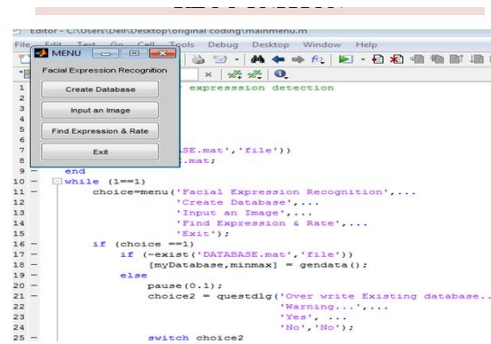 Editor - C:\Users\Dell\Desktop\original coding\mainmenu.m
File Edit Text Go Cell Tools Debug Desktop Window Help
MENU
Facial Expression Recognition
Create Database
Input an Image
Find Expression & Rate
Exit
1 expresssion detection
2
3
4
5
6
7 SE.mat','file'))
8 .mat;
9 - end
10 - while (1==1)
11 - choice=menu('Facial Expression Recognition',...
12 'Create Database',...
13 'Input an Image',...
14 'Find Expression & Rate',...
15 'Exit');
16 - if (choice ==1)
17 - if (~exist('DATABASE.mat','file'))
18 - [myDatabase,minmax] = gendata();
19 - else
20 - pause(0.1);
21 - choice2 = questdlg('Over write Existing database..
22 'Warning...',...
23 'Yes', ...
24 'No','No');
25 - switch choice2